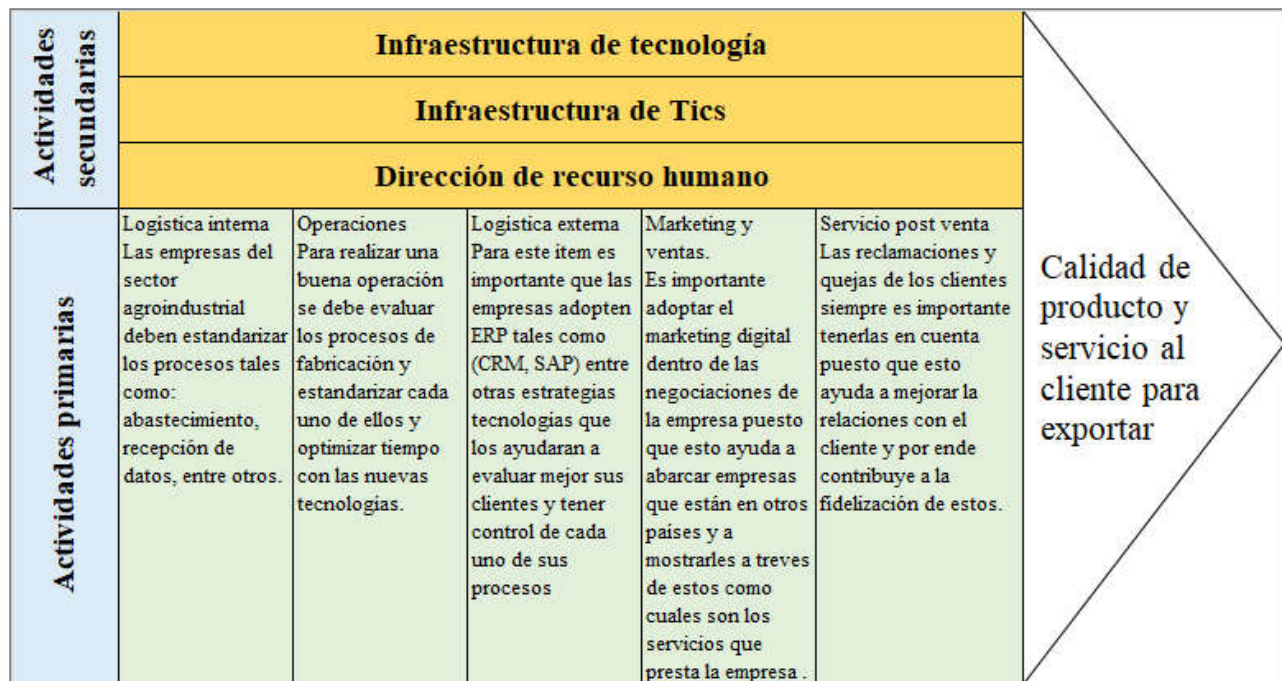 Actividades
secundarias
Infraestructura de tecnología
Infraestructura de Tics
Dirección de recurso humano
Actividades primarias
Logística interna
Las empresas del
sector
agroindustrial
deben estandarizar
los procesos tales
como:
abastecimiento,
recepción de
datos, entre otros.
Operaciones
Para realizar una
buena operación
se debe evaluar
los procesos de
fabricación y
estandarizar cada
uno de ellos y
optimizar tiempo
con las nuevas
tecnologías.
Logística externa
Para este ítem es
importante que las
empresas adopten
ERP tales como
(CRM, SAP) entre
otras estrategias
tecnologías que
los ayudaran a
evaluar mejor sus
clientes y tener
control de cada
uno de sus
procesos
Marketing y
ventas.
Es importante
adoptar el
marketing digital
dentro de las
negociaciones de
la empresa puesto
que esto ayuda a
abarcar empresas
que están en otros
países y a
mostrarles a treves
de estos como
cuales son los
servicios que
presta la empresa .
Servicio post venta
Las reclamaciones y
quejas de los clientes
siempre es importante
tenerlas en cuenta
puesto que esto
ayuda a mejorar la
relaciones con el
cliente y por ende
contribuye a la
fidelización de estos.
Calidad de
producto y
servicio al
cliente para
exportar